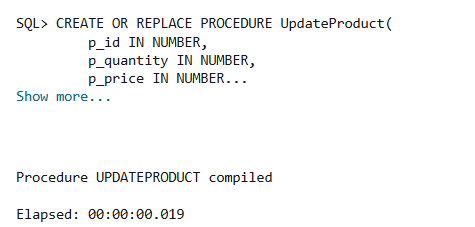 SQL> CREATE OR REPLACE PROCEDURE UpdateProduct(
p_id IN NUMBER,
p_quantity IN NUMBER,
p_price IN NUMBER...
Show more...
Procedure UPDATEPRODUCT compiled
Elapsed: 00:00:00.019